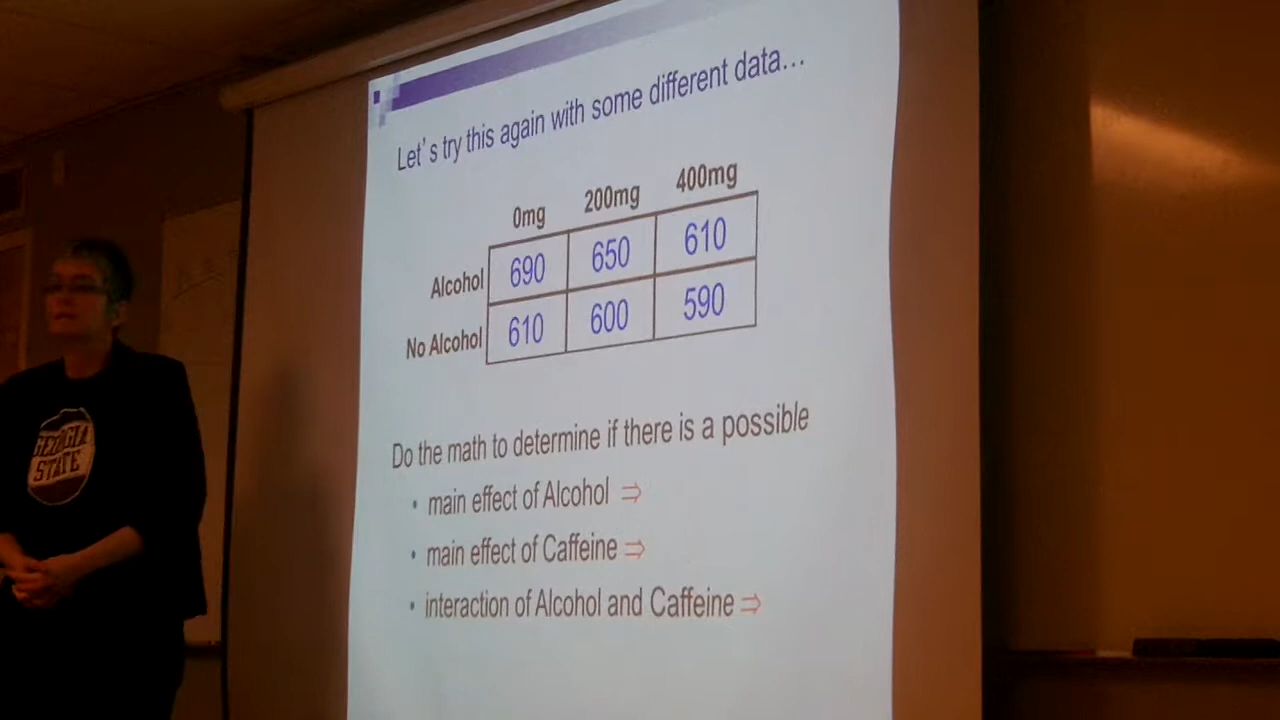 Let's try this again with some different data...
0mg 200mg 400mg
Alcohol 690 650 610
No Alcohol 610 600 590
Do the math to determine if there is a possible
• main effect of Alcohol ⇒
• main effect of Caffeine ⇒
• interaction of Alcohol and Caffeine ⇒
GEORGIA
STATE